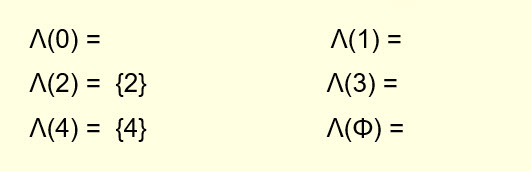 Λ(0) = Λ(1) =
Λ(2) = {2} Λ(3) =
Λ(4) = {4} Λ(Φ) =